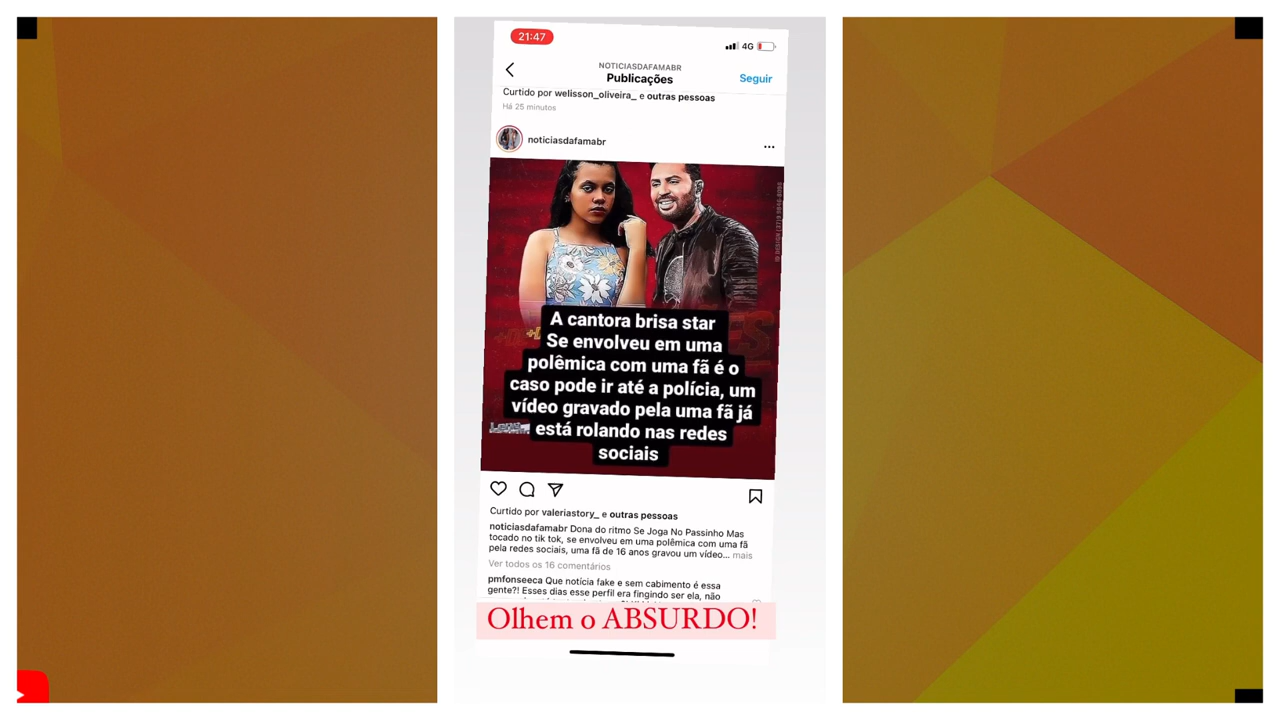 21:47
4G
NOTICIASDAFAMABR
Publicações
Seguir
Curtido por welisson_oliveira_ e outras pessoas
Há 25 minutos
noticiasdafamabr
A cantora brisa star
Se envolveu em uma
polêmica com uma fã é o
caso pode ir até a polícia, um
vídeo gravado pela uma fã já
está rolando nas redes
sociais
Curtido por valeriastory_ e outras pessoas
noticiasdafamabr Dona do ritmo Se Joga No Passinho Mas
tocado no tik tok, se envolveu em uma polêmica com uma fã
pela redes sociais, uma fã de 16 anos gravou um vídeo... mais
Ver todos os 16 comentários
pmfonseeca Que notícia fake e sem cabimento é essa
gente?! Esses dias esse perfil era fingindo ser ela, não
Olhem o ABSURDO!